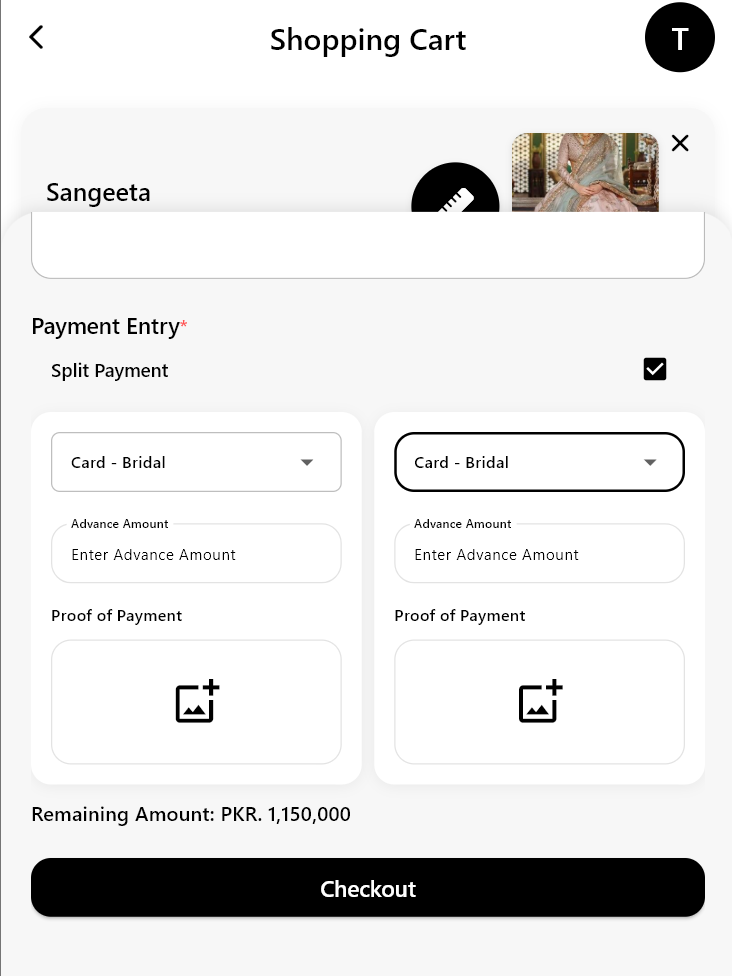 Shopping Cart
T
Sangeeta
Payment Entry*
Split Payment
Card - Bridal
Card - Bridal
Advance Amount
Advance Amount
Enter Advance Amount
Enter Advance Amount
Proof of Payment
Proof of Payment
Remaining Amount: PKR. 1,150,000
Checkout